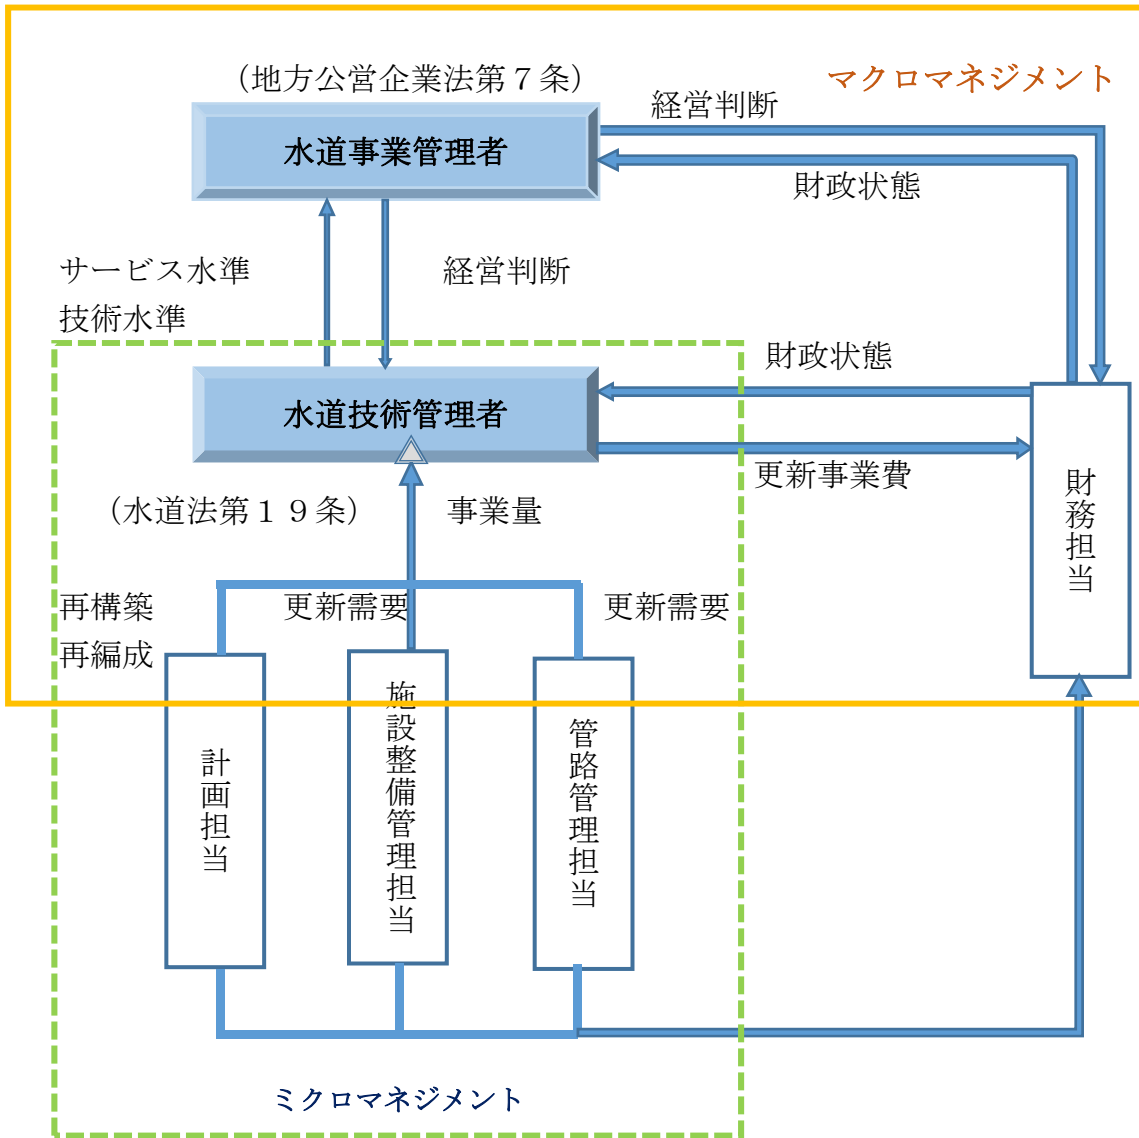 （地方公営企業法第７条）
マクロマネジメント
経営判断
水道事業管理者
財政状態
サービス水準
技術水準
経営判断
財政状態
水道技術管理者
更新事業費
（水道法第１９条）
事業量
財務担当
再構築
再編成
更新需要
更新需要
計画担当
施設整備管理担当
管路管理担当
ミクロマネジメント